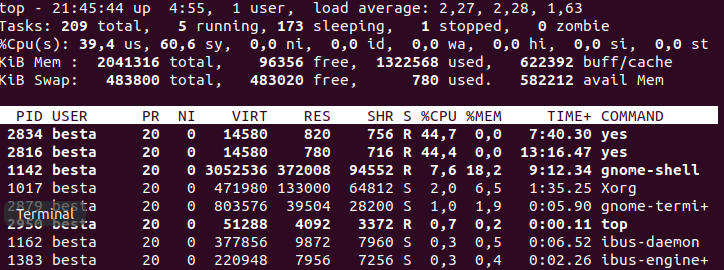 top - 21:45:44 up  4:55,  1 user,  load average: 2,27, 2,28, 1,63
Tasks: 209 total,   5 running, 173 sleeping,   1 stopped,   0 zombie
%Cpu(s): 39,4 us, 60,6 sy,  0,0 ni,  0,0 id,  0,0 wa,  0,0 hi,  0,0 si,  0,0 st
KiB Mem :  2041316 total,    96356 free,  1322568 used,   622392 buff/cache
KiB Swap:   483800 total,   483020 free,      780 used.   582212 avail Mem
PID USER PR NI VIRT RES SHR S %CPU %MEM TIME+ COMMAND
2834 besta 20 0 14580 820 756 R 44,7 0,0 7:40.30 yes
2816 besta 20 0 14580 780 716 R 44,4 0,0 13:16.47 yes
1142 besta 20 0 3052536 372008 94552 R 7,6 18,2 9:12.34 gnome-shell
1017 besta 20 0 471980 133000 64812 S 2,0 6,5 1:35.25 Xorg
2879 besta 20 0 803576 39504 28200 S 1,0 1,9 0:05.90 gnome-termi+
Terminal
2950 besta 20 0 51288 4092 3372 R 0,7 0,2 0:00.11 top
1162 besta 20 0 377856 9872 7960 S 0,3 0,5 0:06.52 ibus-daemon
1383 besta 20 0 220948 7956 7256 S 0,3 0,4 0:02.26 ibus-engine+